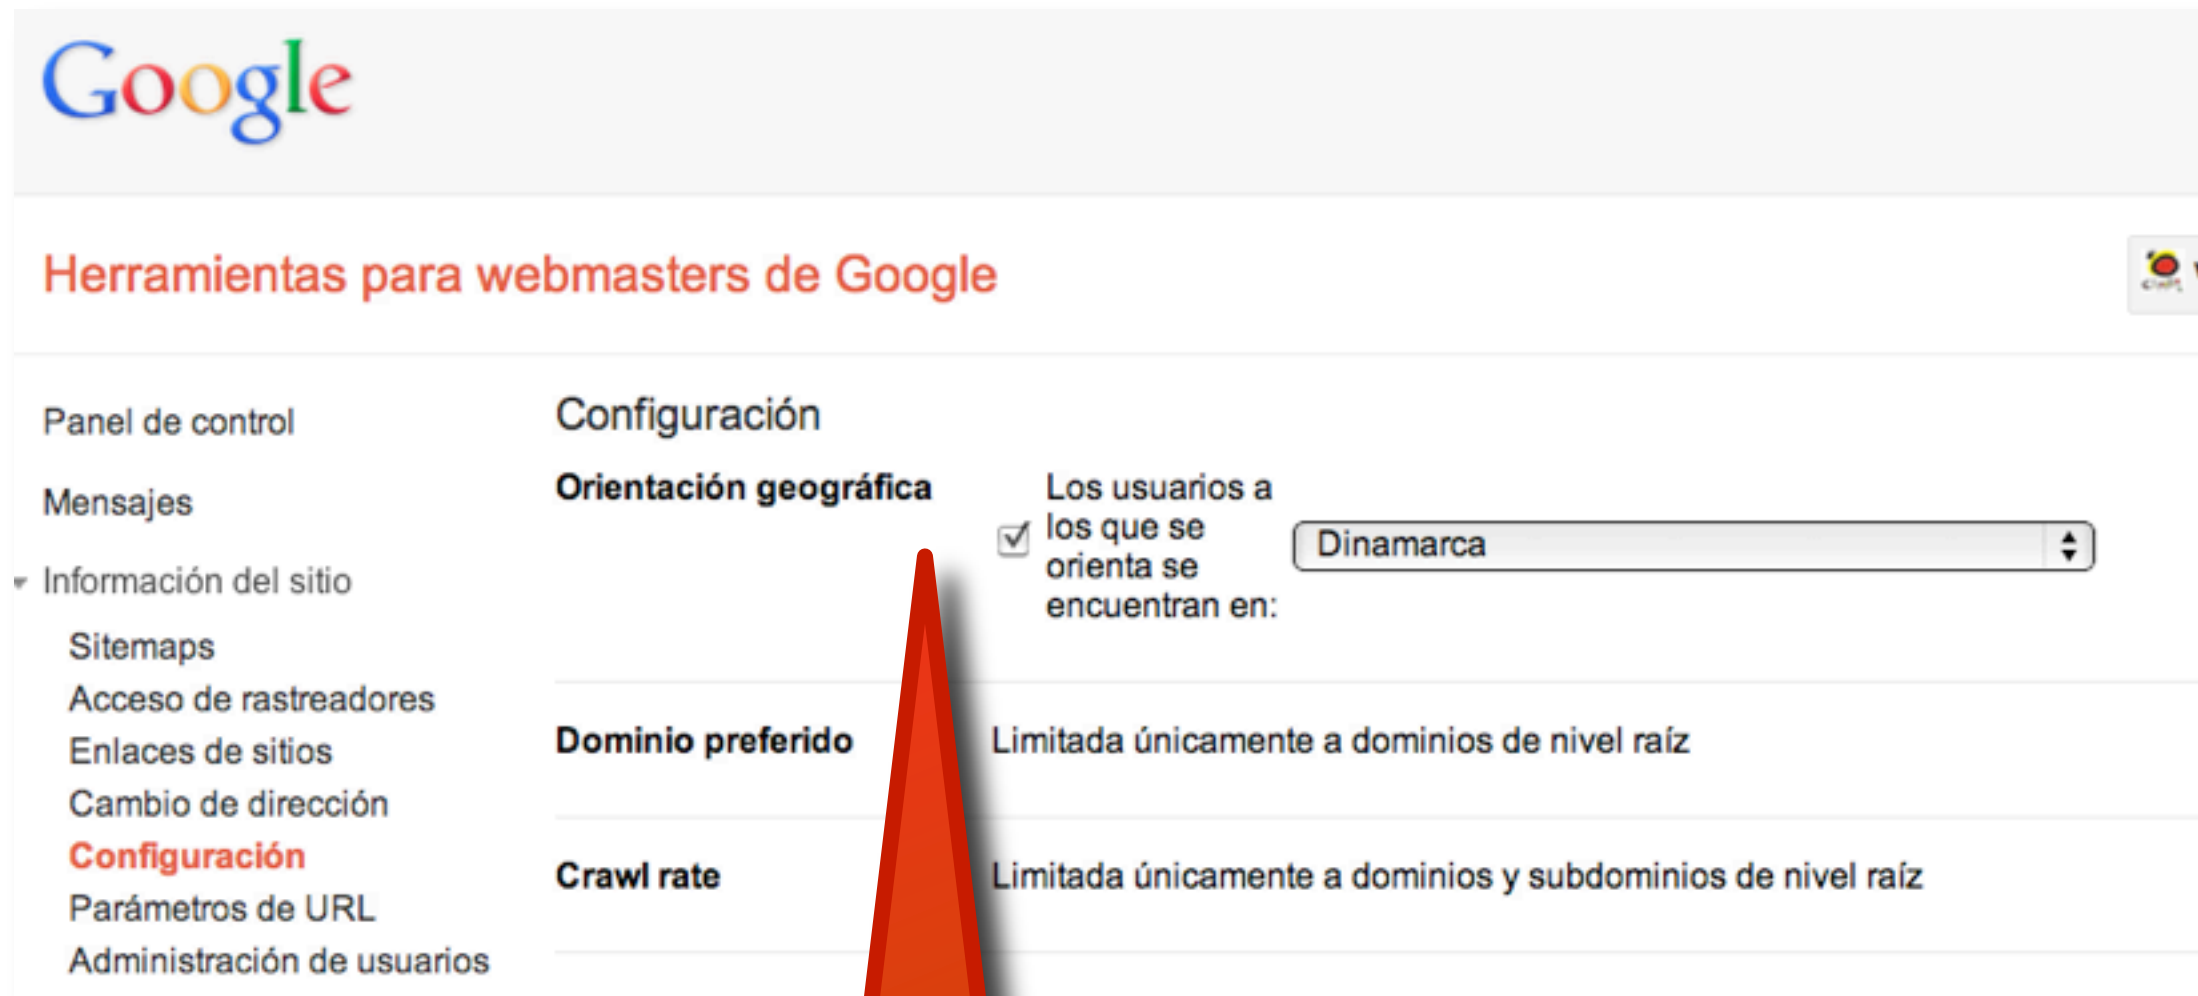 Google
Herramientas para webmasters de Google
Panel de control
Mensajes
Información del sitio
Sitemaps
Acceso de rastreadores
Enlaces de sitios
Cambio de dirección
Configuración
Parámetros de URL
Administración de usuarios
Configuración
Orientación geográfica
Los usuarios a
los que se
orienta se
encuentran en:
Dinamarca
Dominio preferido
Limitada únicamente a dominios de nivel raíz
Crawl rate
Limitada únicamente a dominios y subdominios de nivel raíz